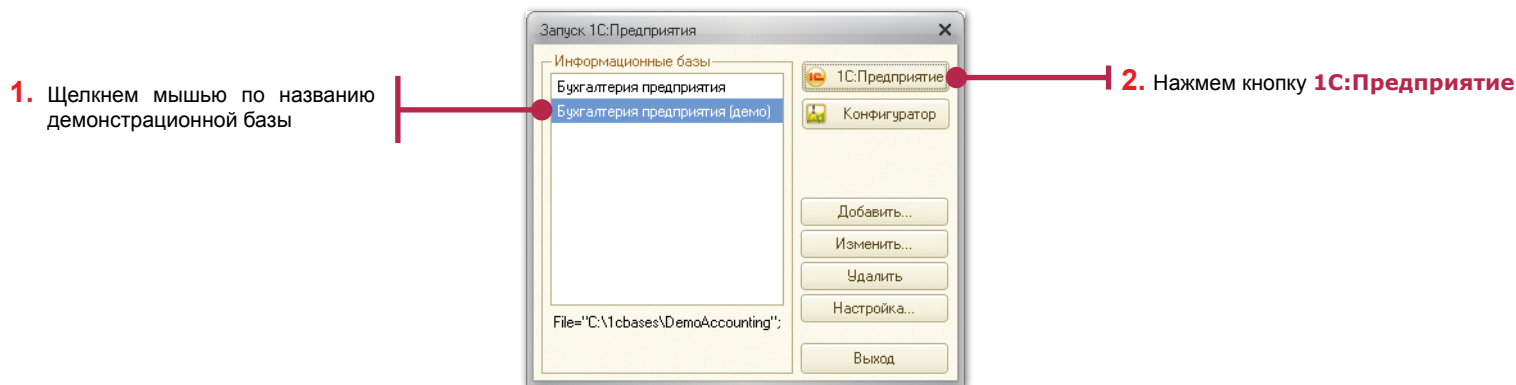 Запуск 1С:Предприятия
1. Щелкнем мышью по названию
демонстрационной базы
Информационные базы
Бухгалтерия предприятия
Бухгалтерия предприятия (демо)
File="C:\1cbases\DemoAccounting";
1С:Предприятие
Конфигуратор
Добавить...
Изменить...
Удалить
Настройка...
Выход
2. Нажмем кнопку 1С:Предприятие